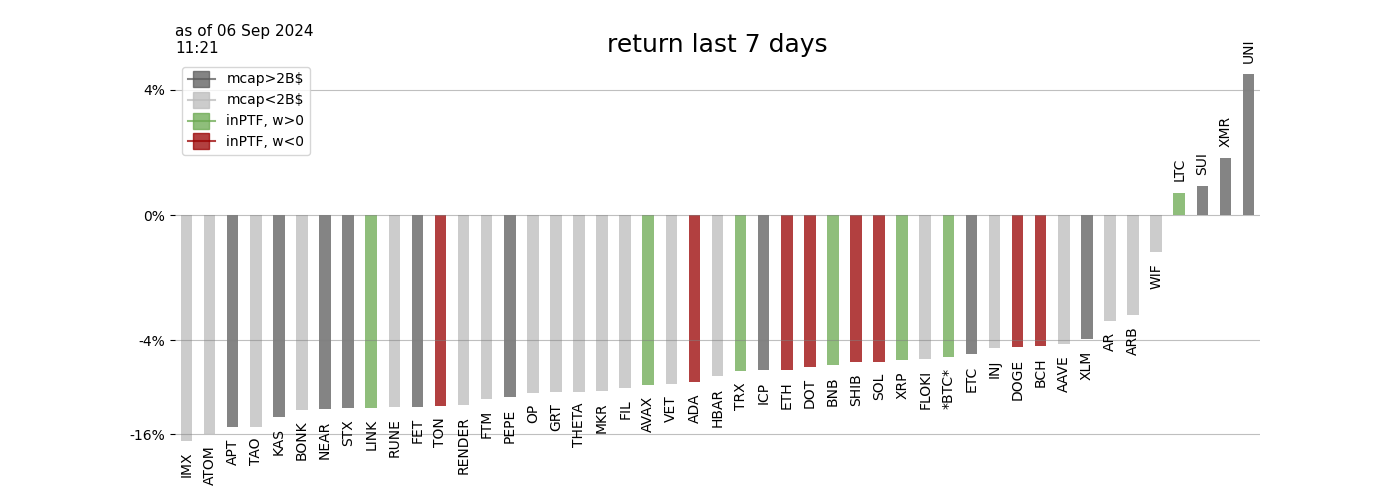 as of 06 Sep 2024
11:21
return last 7 days
mcap>2B$
mcap<2B$
inPTF, w>0
inPTF, w<0
4%
0%
-4%
-16%
IMX
ATOM
APT
TAO
KAS
BONK
NEAR
STX
LINK
RUNE
FET
TON
RENDER
FTM
PEPE
OP
GRT
THETA
MKR
FIL
AVAX
VET
ADA
HBAR
TRX
ICP
ETH
DOT
BNB
SHIB
SOL
XRP
FLOKI
*BTC*
ETC
INJ
DOGE
BCH
AAVE
XLM
AR
ARB
WIF
LTC
SUI
XMR
UNI